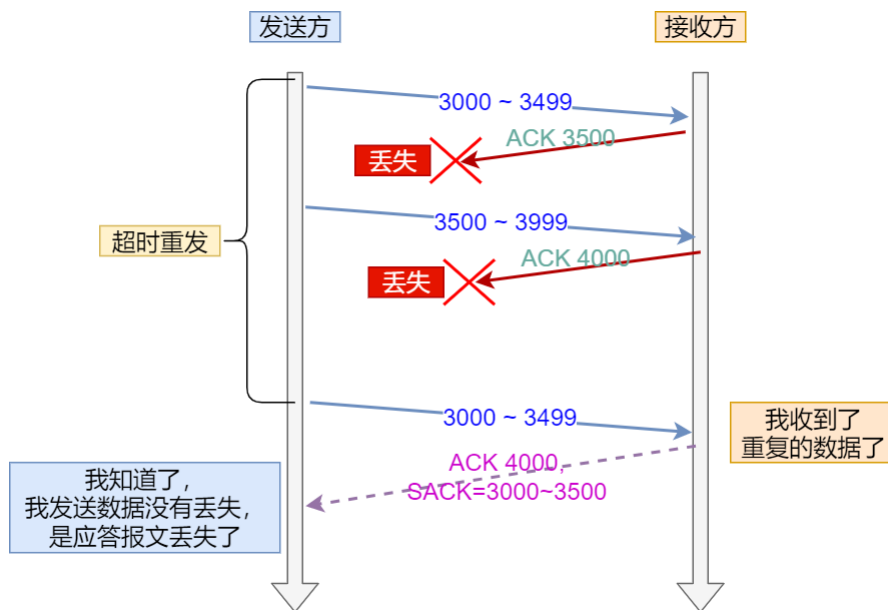 发送方
接收方
3000 ~ 3499
ACK 3500
丢失
3500 ~ 3999
超时重发
ACK 4000
丢失
3000 ~ 3499
我收到了
重复的数据了
ACK 4000,
SACK=3000~3500
我知道了，
我发送数据没有丢失，
是应答报文丢失了